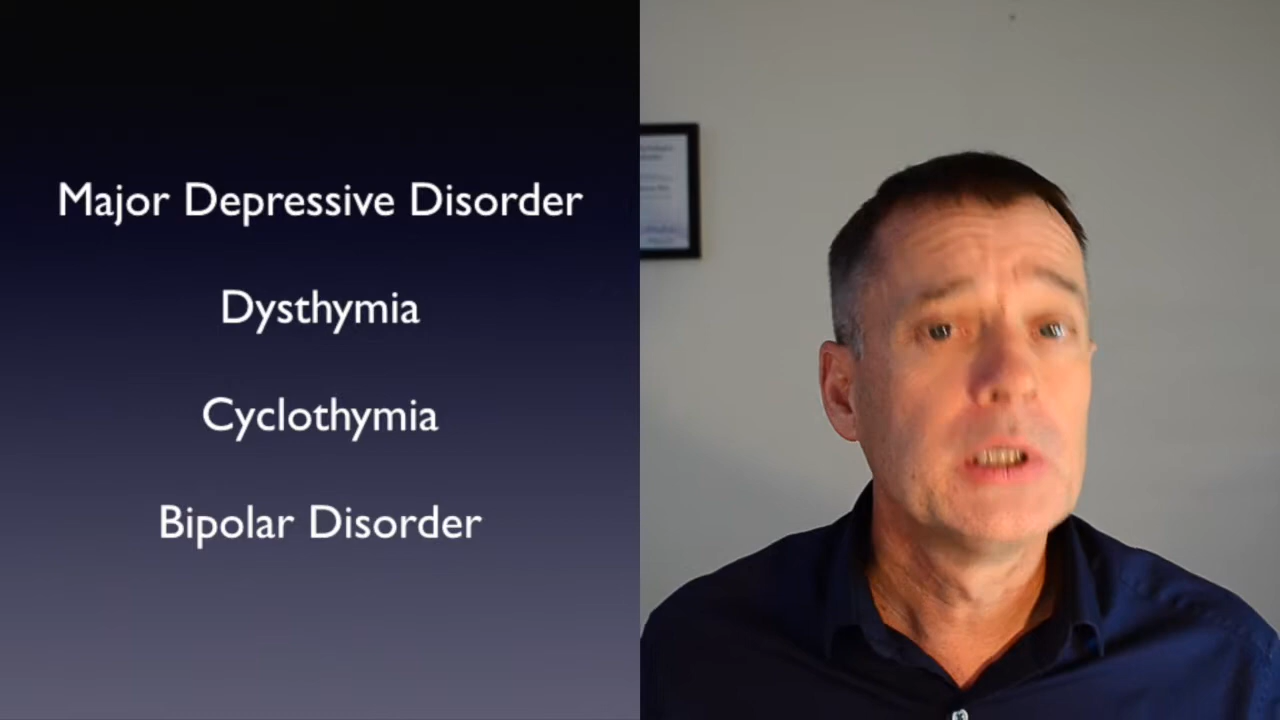 Major Depressive Disorder
Dysthymia
Cyclothymia
Bipolar Disorder